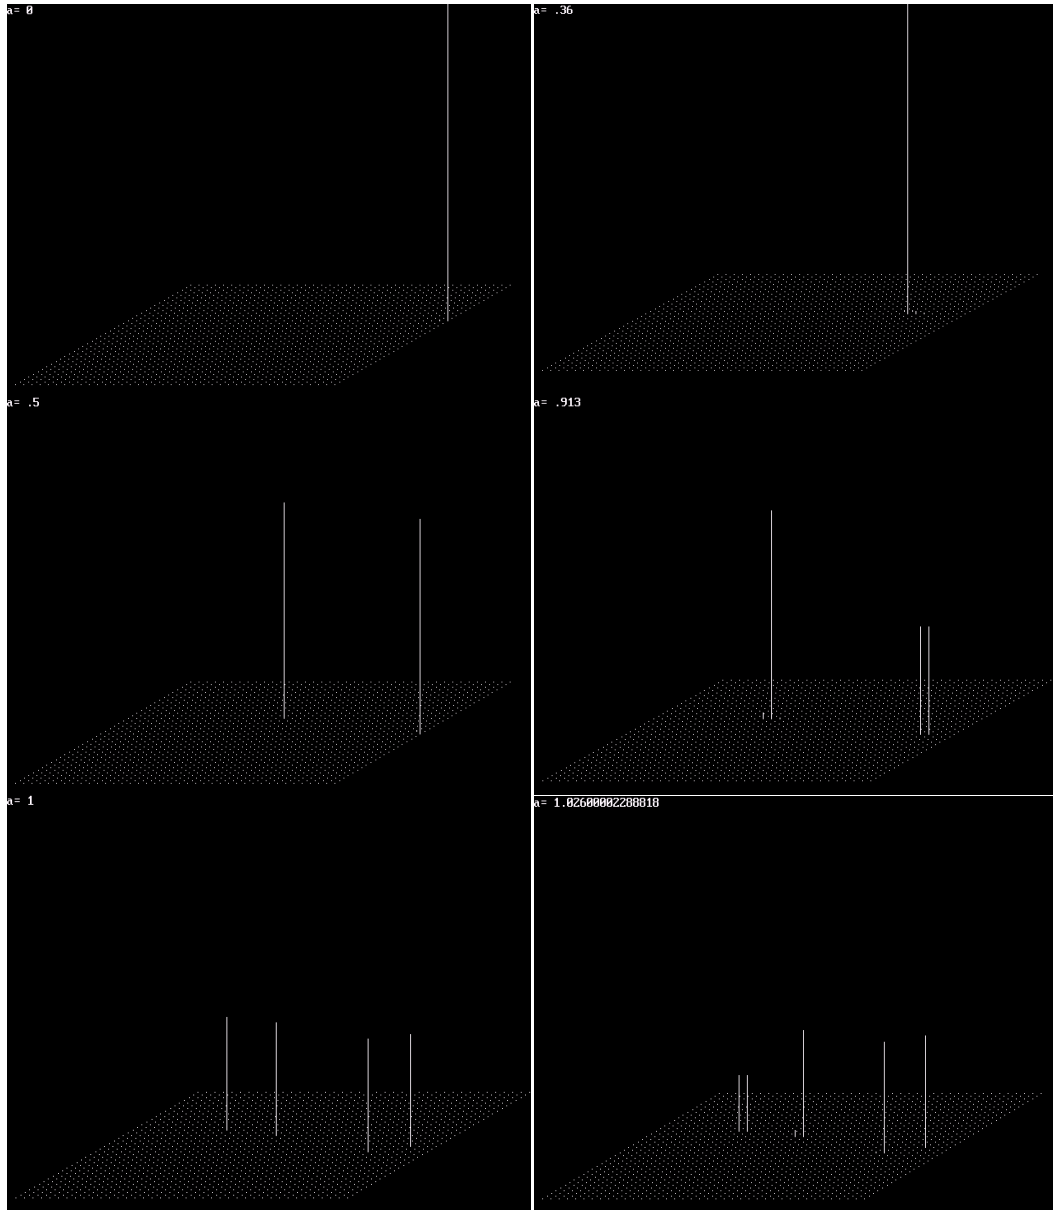 a= 0
a= .36
a= .5
a= .913
a= 1
a= 1.02600002288818